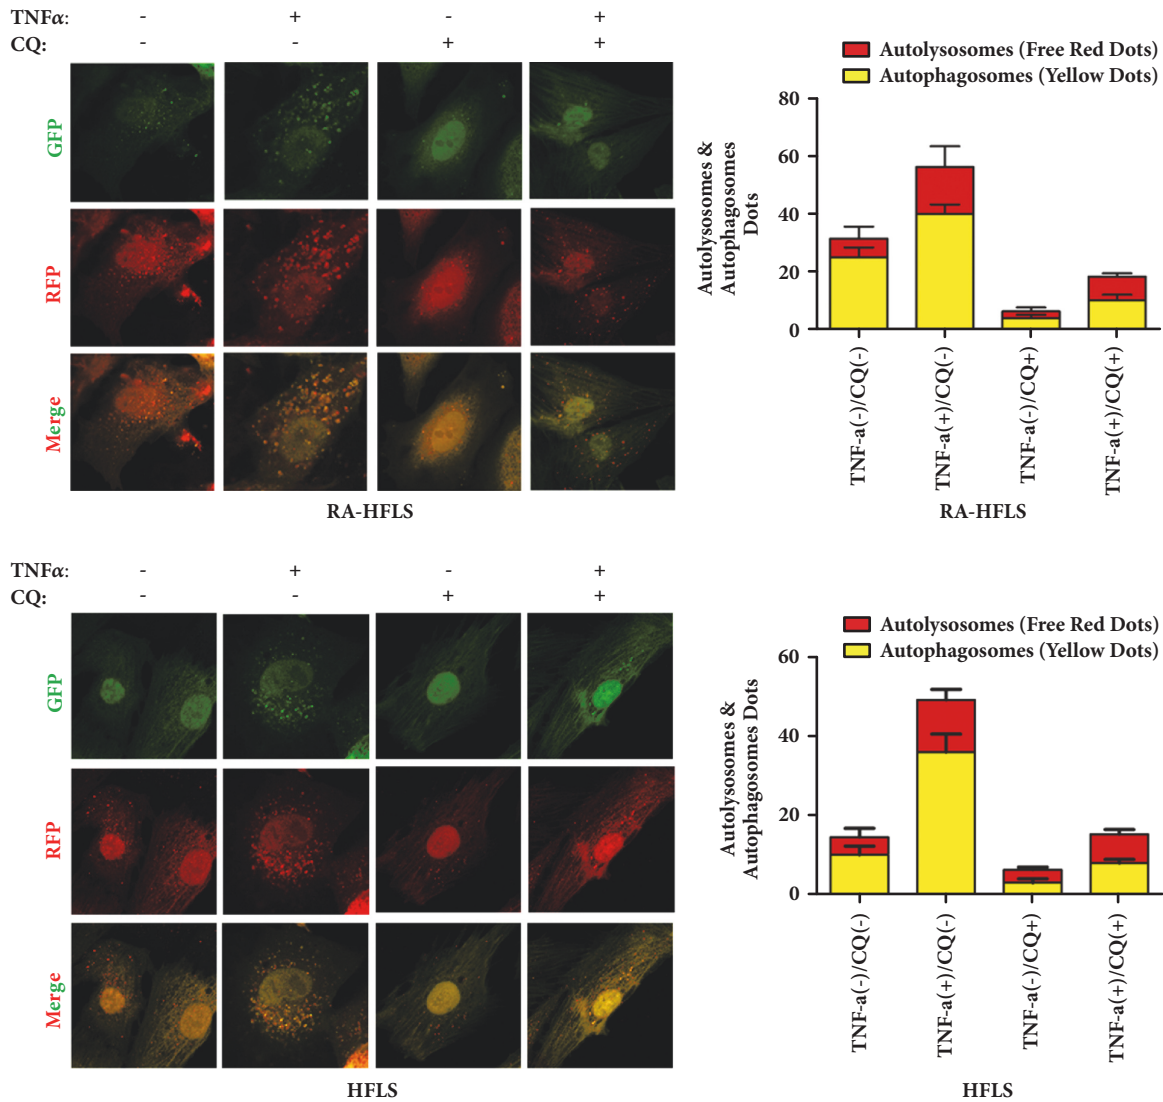 TNFα: - + - +
CQ: - - + +
GFP
RFP
Merge
RA-HFLS
Autolysosomes (Free Red Dots)
Autophagosomes (Yellow Dots)
Autolysosomes &
Autophagosomes
Dots
80
60
40
20
0
TNF-a(-)/CQ(-)
TNF-a(+)/CQ(-)
TNF-a(-)/CQ+)
TNF-a(+)/CQ(+)
RA-HFLS
TNFα: - + - +
CQ: - - + +
GFP
RFP
Merge
HFLS
Autolysosomes (Free Red Dots)
Autophagosomes (Yellow Dots)
Autolysosomes &
Autophagosomes Dots
60
40
20
0
TNF-a(-)/CQ(-)
TNF-a(+)/CQ(-)
TNF-a(-)/CQ+)
TNF-a(+)/CQ(+)
HFLS